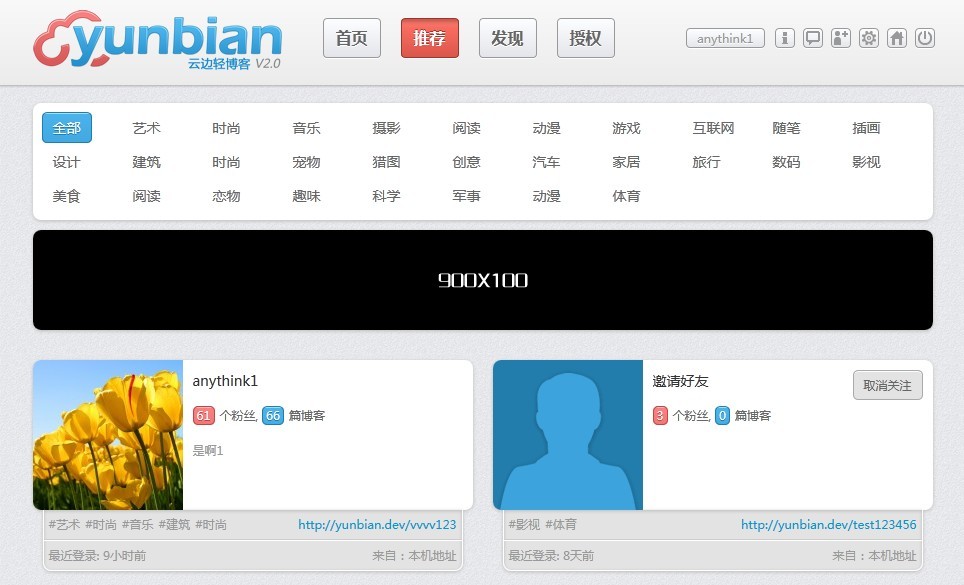 yunbian
云边轻博客 V2.0
首页 推荐 发现 授权 anythink1
全部 艺术 时尚 音乐 摄影 阅读 动漫 游戏 互联网 随笔 插画
设计 建筑 时尚 宠物 猎图 创意 汽车 家居 旅行 数码 影视
美食 阅读 恋物 趣味 科学 军事 动漫 体育
900X100
anythink1
61 个粉丝, 66 篇博客
是啊1
#艺术 #时尚 #音乐 #建筑 #时尚 http://yunbian.dev/vvvv123
最近登录: 9小时前 来自：本机地址
邀请好友 取消关注
3 个粉丝, 0 篇博客
#影视 #体育 http://yunbian.dev/test123456
最近登录: 8天前 来自：本机地址